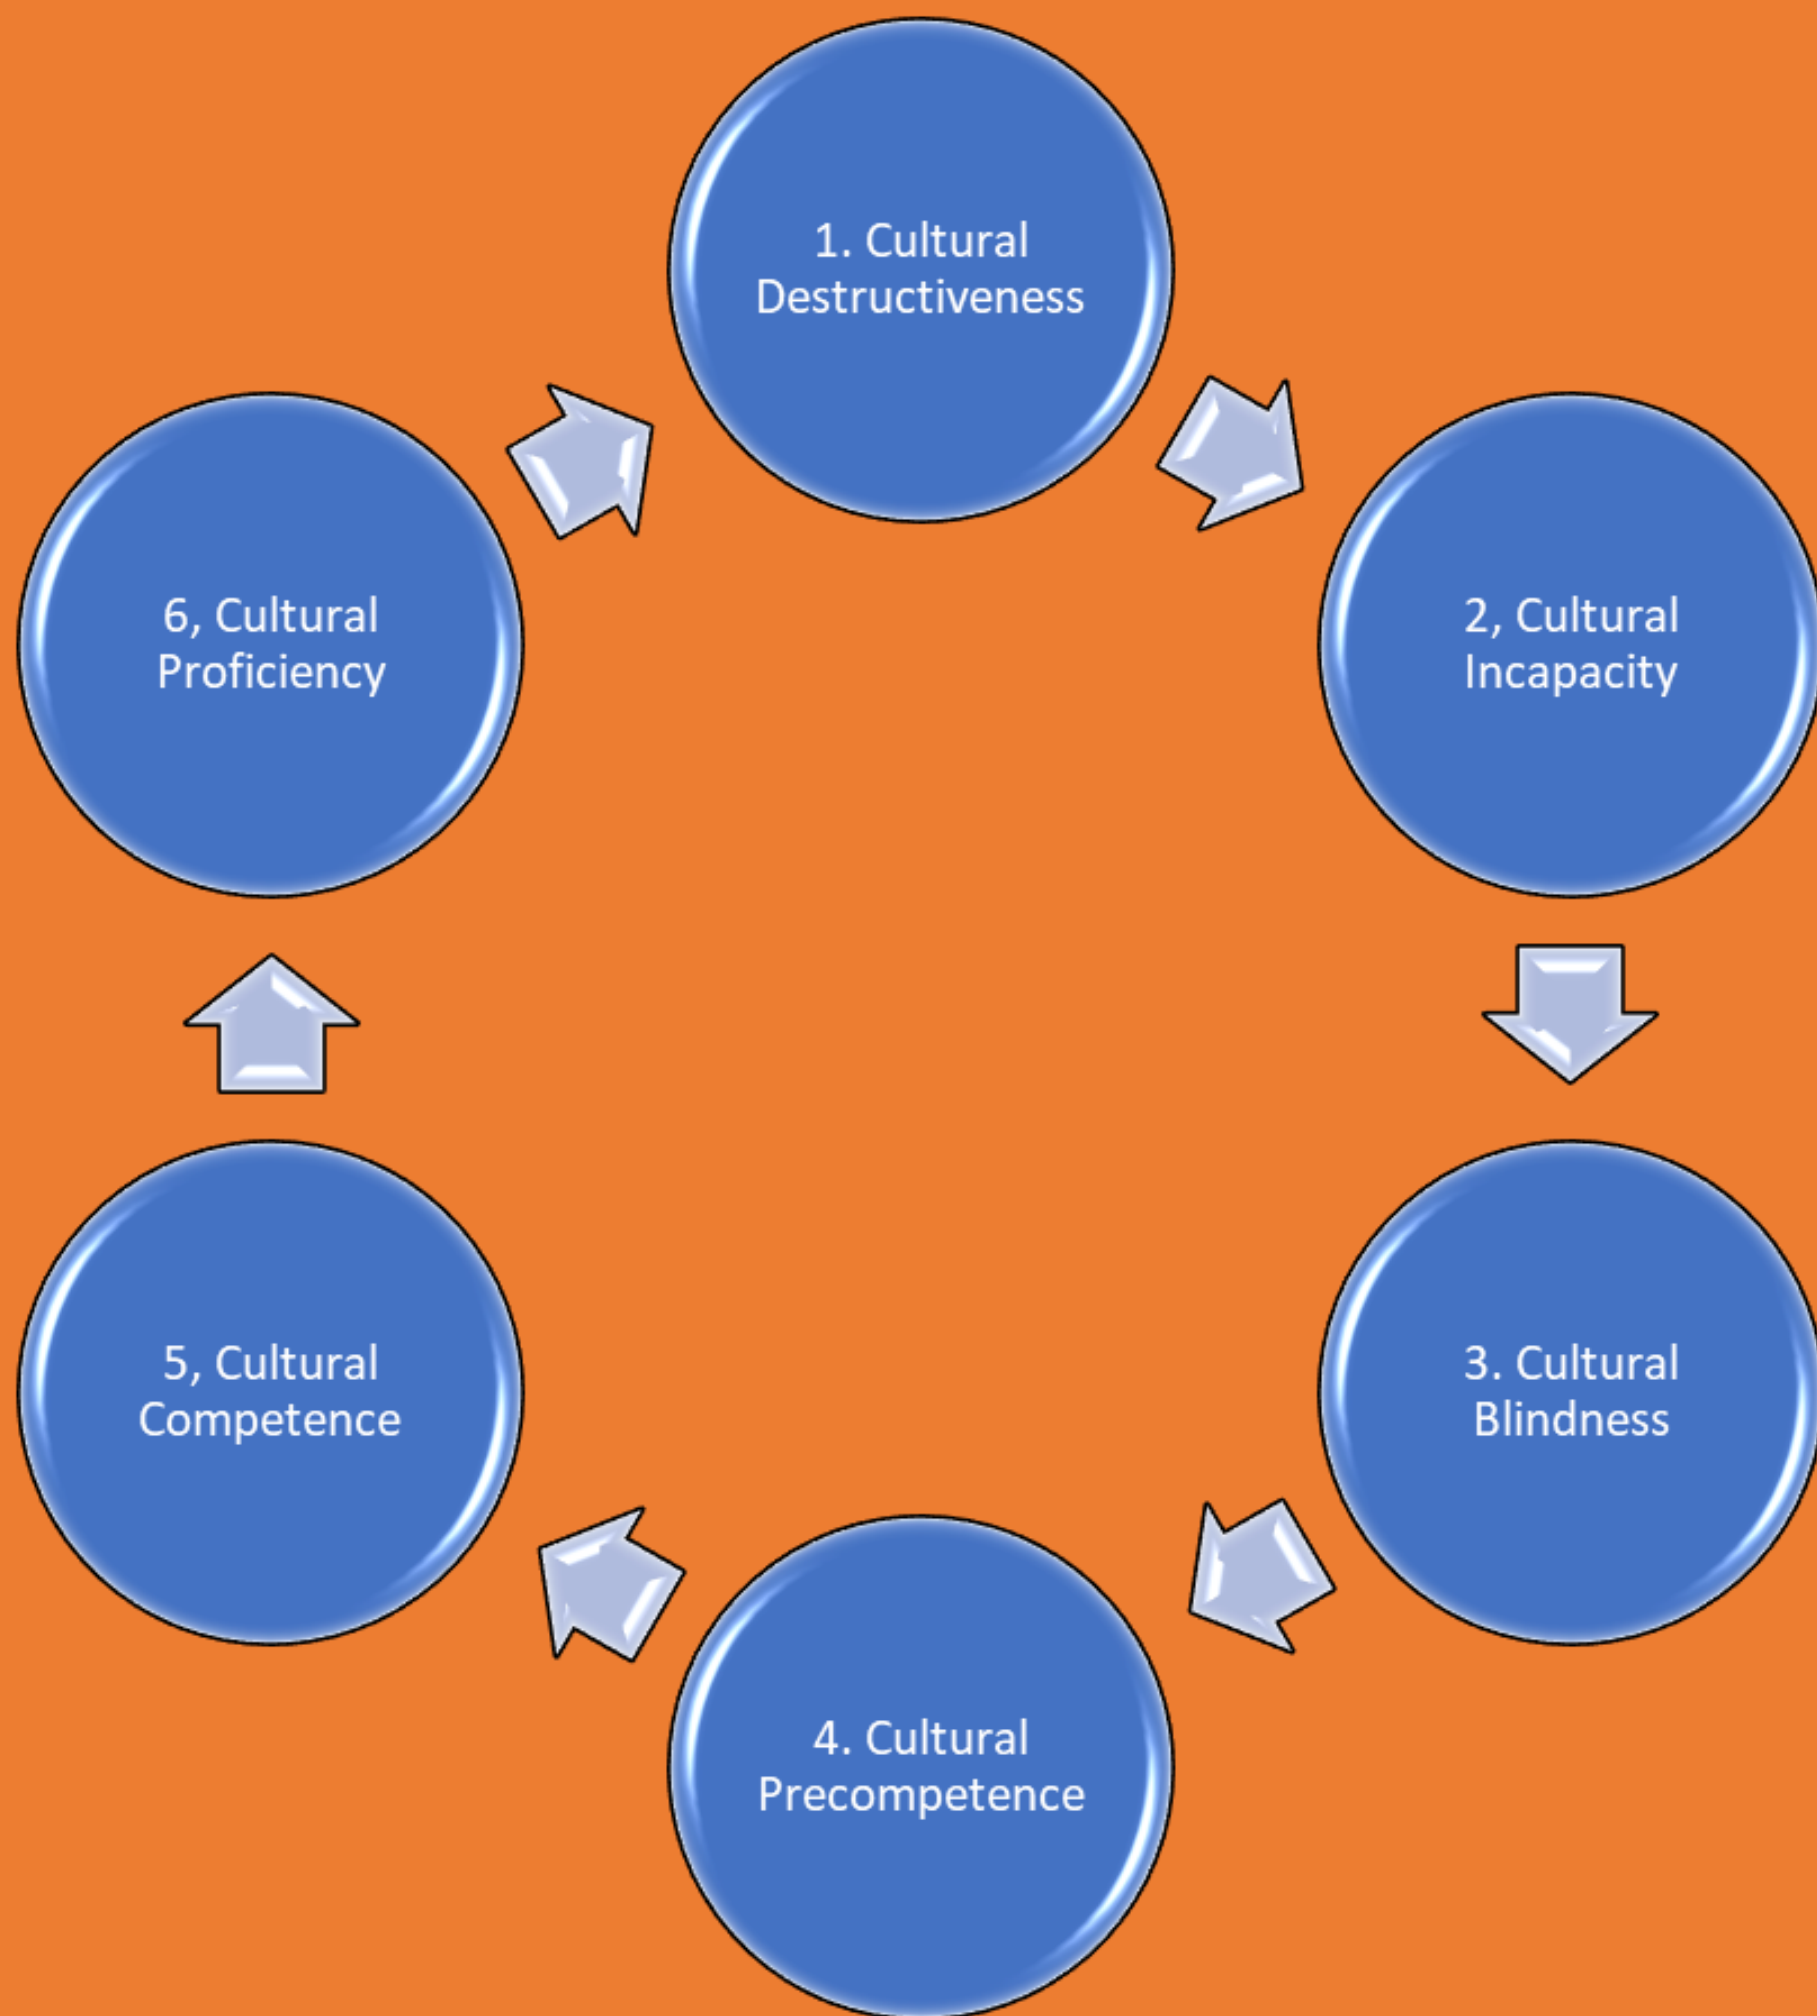 1. Cultural
Destructiveness
2, Cultural
Incapacity
3. Cultural
Blindness
4. Cultural
Precompetence
5, Cultural
Competence
6, Cultural
Proficiency